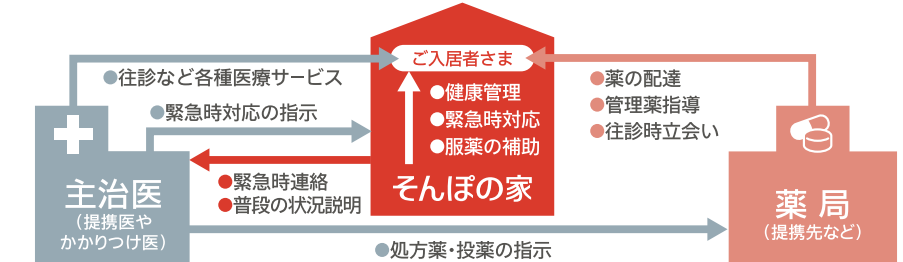 ご入居者さま
●往診など各種医療サービス
●緊急時対応の指示
●健康管理
●緊急時対応
●服薬の補助
そんぽの家
●薬の配達
●管理薬指導
●往診時立会い
主治医
(提携医や
かかりつけ医)
●緊急時連絡
●普段の状況説明
薬局
(提携先など)
●処方薬・投薬の指示